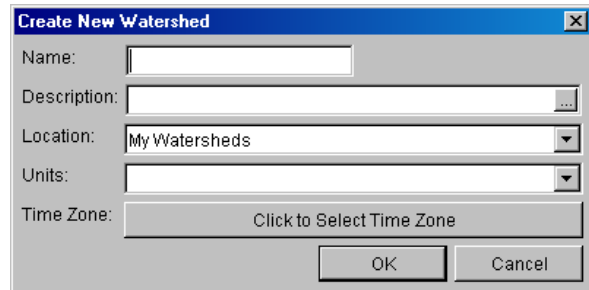 Create New Watershed
Name:
Description:
...
Location: My Watersheds
Units:
Time Zone: Click to Select Time Zone
OK Cancel